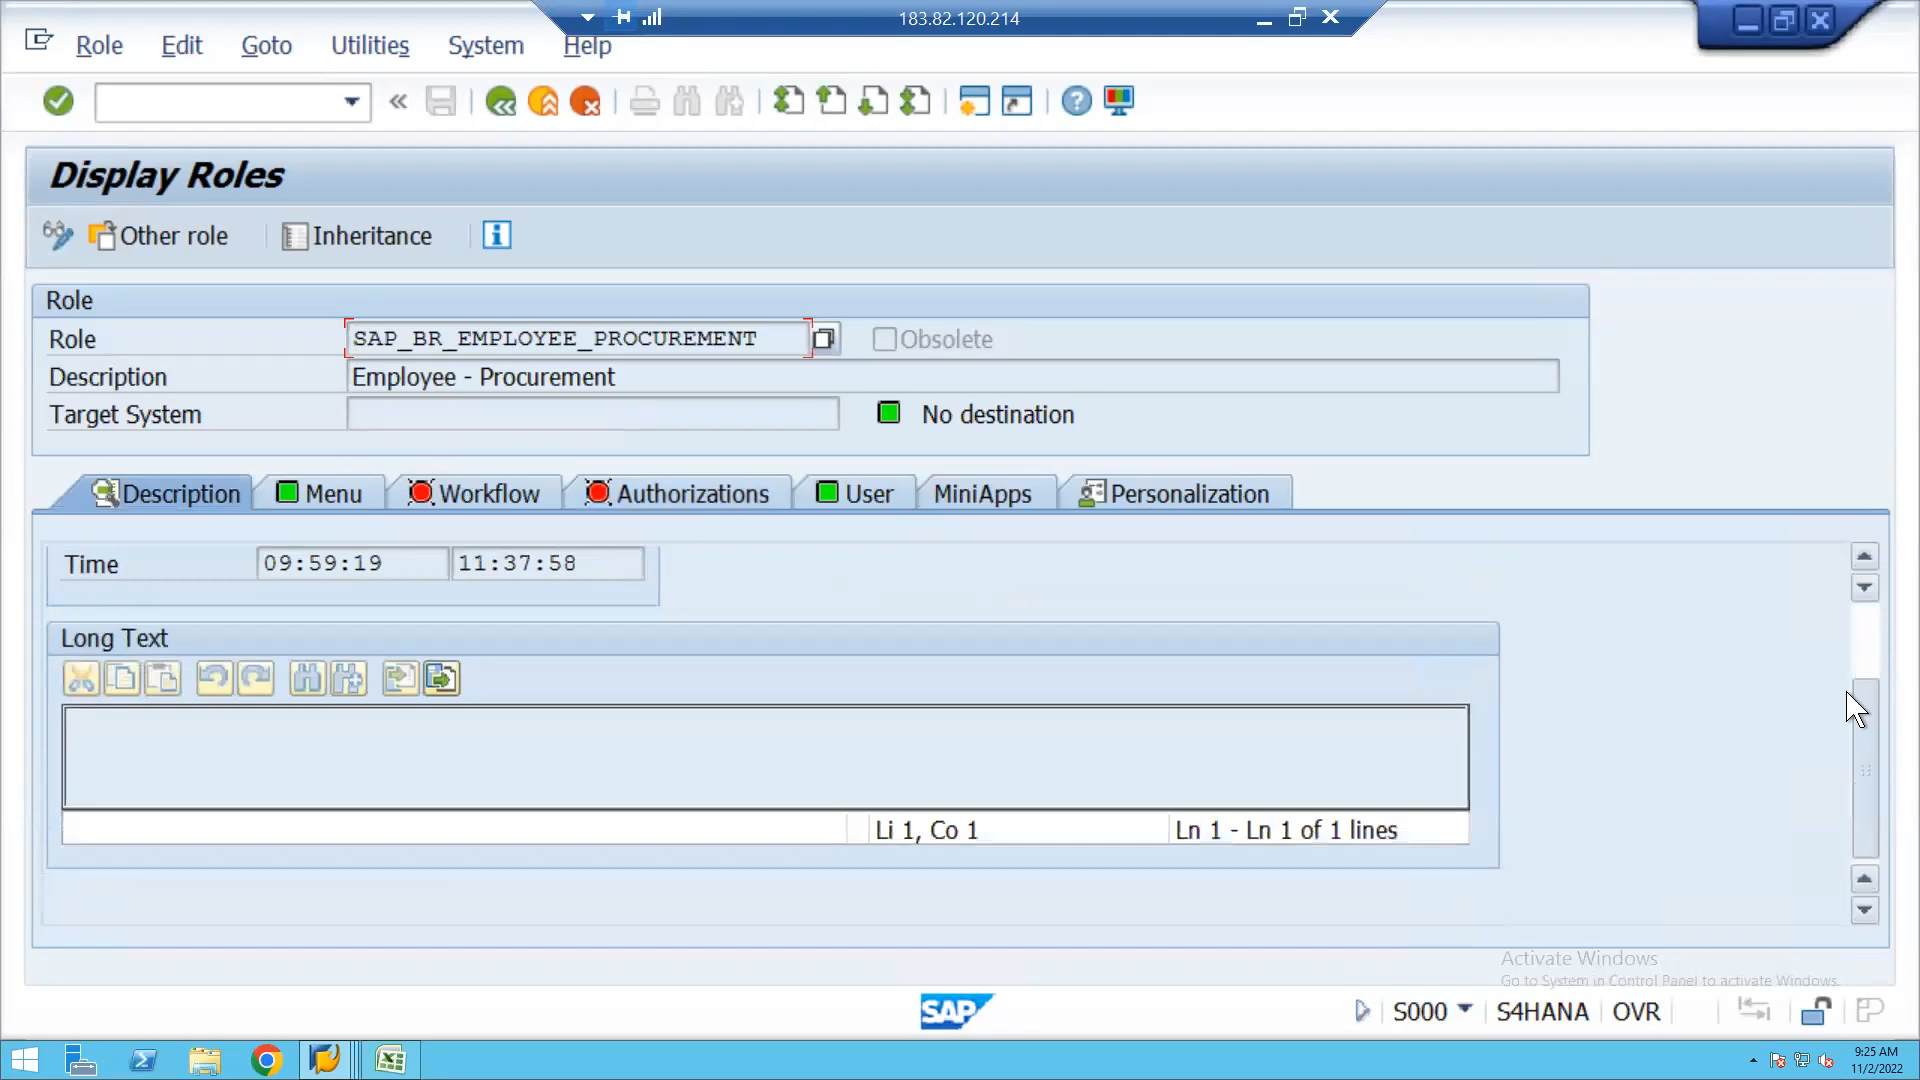 183.82.120.214
Role Edit Goto Utilities System Help
Display Roles
Other role Inheritance
Role
Role SAP_BR_EMPLOYEE_PROCUREMENT Obsolete
Description Employee - Procurement
Target System No destination
Description Menu Workflow Authorizations User MiniApps Personalization
Time 09:59:19 11:37:58
Long Text
Li 1, Co 1 Ln 1 - Ln 1 of 1 lines
Activate Windows
Go to System in Control Panel to activate Windows.
SAP S000 S4HANA OVR
9:25 AM
11/2/2022